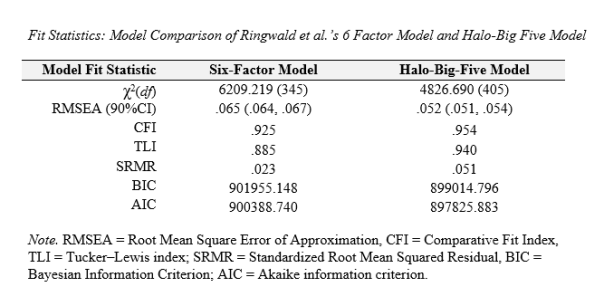 Fit Statistics: Model Comparison of Ringwald et al.'s 6 Factor Model and Halo-Big Five Model
Model Fit Statistic Six-Factor Model Halo-Big-Five Model
χ²(df) 6209.219 (345) 4826.690 (405)
RMSEA (90%CI) .065 (.064, .067) .052 (.051, .054)
CFI .925 .954
TLI .885 .940
SRMR .023 .051
BIC 901955.148 899014.796
AIC 900388.740 897825.883
Note. RMSEA = Root Mean Square Error of Approximation, CFI = Comparative Fit Index,
TLI = Tucker–Lewis index; SRMR = Standardized Root Mean Squared Residual, BIC =
Bayesian Information Criterion; AIC = Akaike information criterion.